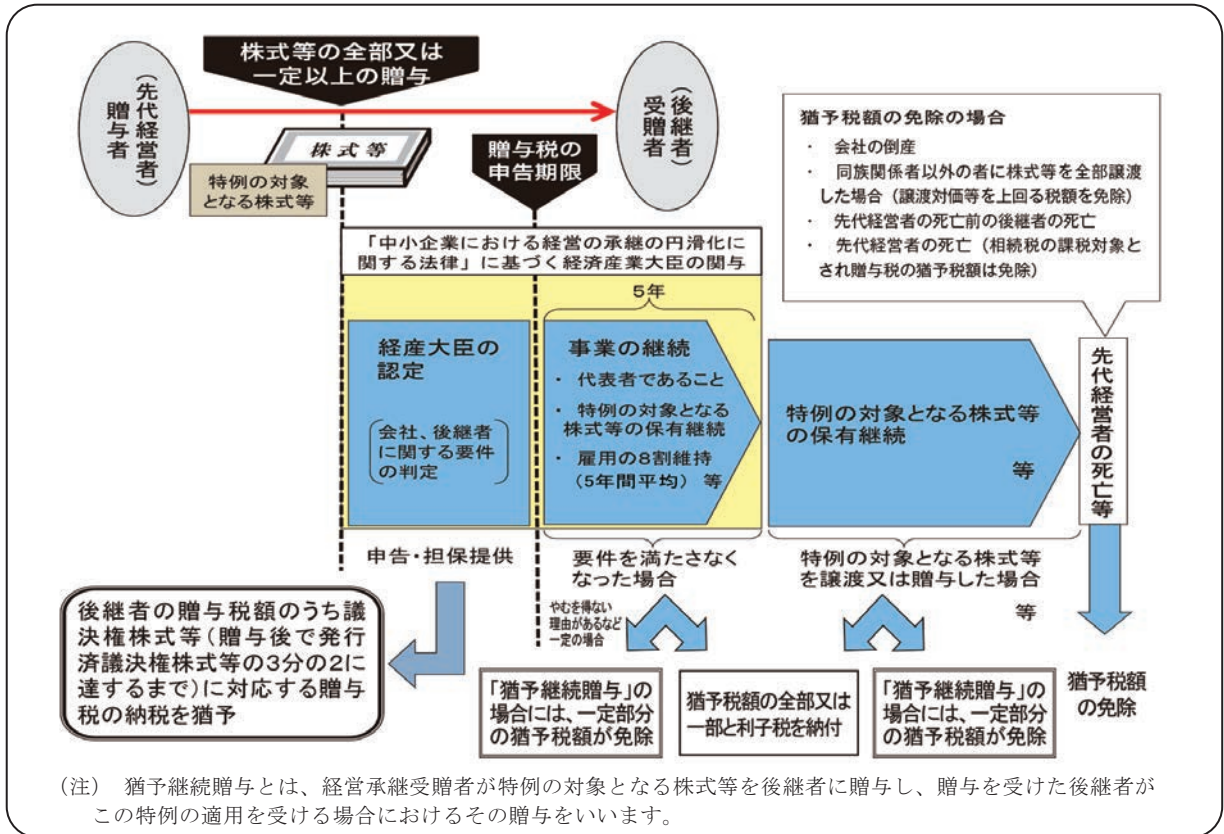 株式等の全部又は
一定以上の贈与
(先代経営者)
贈与者
(後継者)
受贈者
株式等
特例の対象
となる株式等
贈与税の
申告期限
猶予税額の免除の場合
・ 会社の倒産
・ 同族関係者以外の者に株式等を全部譲渡
した場合(譲渡対価等を上回る税額を免除)
・ 先代経営者の死亡前の後継者の死亡
・ 先代経営者の死亡(相続税の課税対象と
され贈与税の猶予税額は免除)
「中小企業における経営の承継の円滑化に
関する法律」に基づく経済産業大臣の関与
5年
経産大臣の
認定
会社、後継者
に関する要件
の判定
事業の継続
・ 代表者であること
・ 特例の対象となる
株式等の保有継続
・ 雇用の8割維持
(5年間平均) 等
特例の対象となる株式等
の保有継続
等
先代経営者の死亡等
申告・担保提供
要件を満たさなく
なった場合
特例の対象となる株式等
を譲渡又は贈与した場合
等
やむを得ない
理由があるなど
一定の場合
後継者の贈与税額のうち議
決権株式等(贈与後で発行
済議決権株式等の3分の2に
達するまで)に対応する贈与
税の納税を猶予
「猶予継続贈与」の
場合には、一定部分
の猶予税額が免除
猶予税額の全部又は
一部と利子税を納付
「猶予継続贈与」の
場合には、一定部分
の猶予税額が免除
猶予税額
の免除
(注) 猶予継続贈与とは、経営承継受贈者が特例の対象となる株式等を後継者に贈与し、贈与を受けた後継者が
この特例の適用を受ける場合におけるその贈与をいいます。